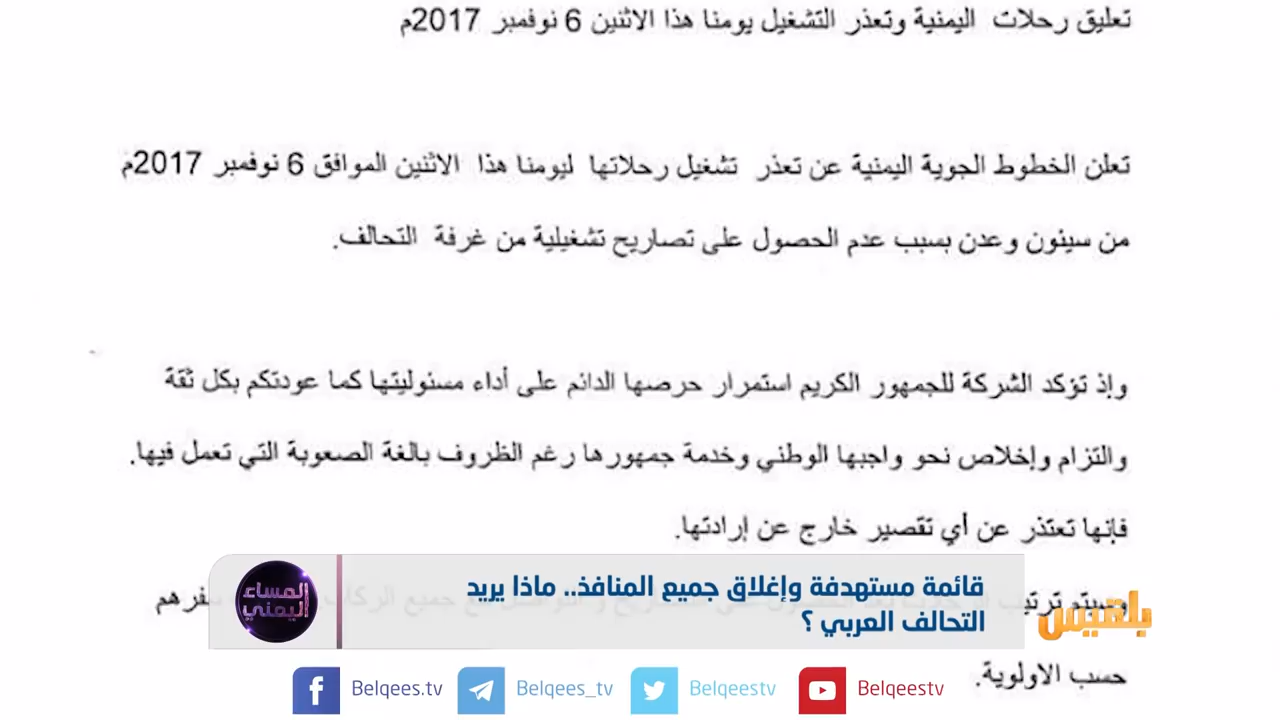 تعليق رحلات اليمنية وتعذر التشغيل يومنا هذا الاثنين 6 نوفمبر 2017م
تعلن الخطوط الجوية اليمنية عن تعذر تشغيل رحلاتها ليومنا هذا الاثنين الموافق 6 نوفمبر 2017م
من سيئون وعدن بسبب عدم الحصول على تصاريح تشغيلية من غرفة التحالف.
وإذ تؤكد الشركة للجمهور الكريم استمرار حرصها الدائم على أداء مسئوليتها كما عودتكم بكل ثقة
والتزام وإخلاص نحو واجبها الوطني وخدمة جمهورها رغم الظروف بالغة الصعوبة التي تعمل فيها.
فإنها تعتذر عن أي تقصير خارج عن إرادتها.
وسيتم
حسب الاولوية.
المساء اليمني
قائمة مستهدفة وإغلاق جميع المنافذ.. ماذا يريد
التحالف العربي ؟
بلقيس
Belqees.tv Belqees_tv Belqeestv Belqeestv